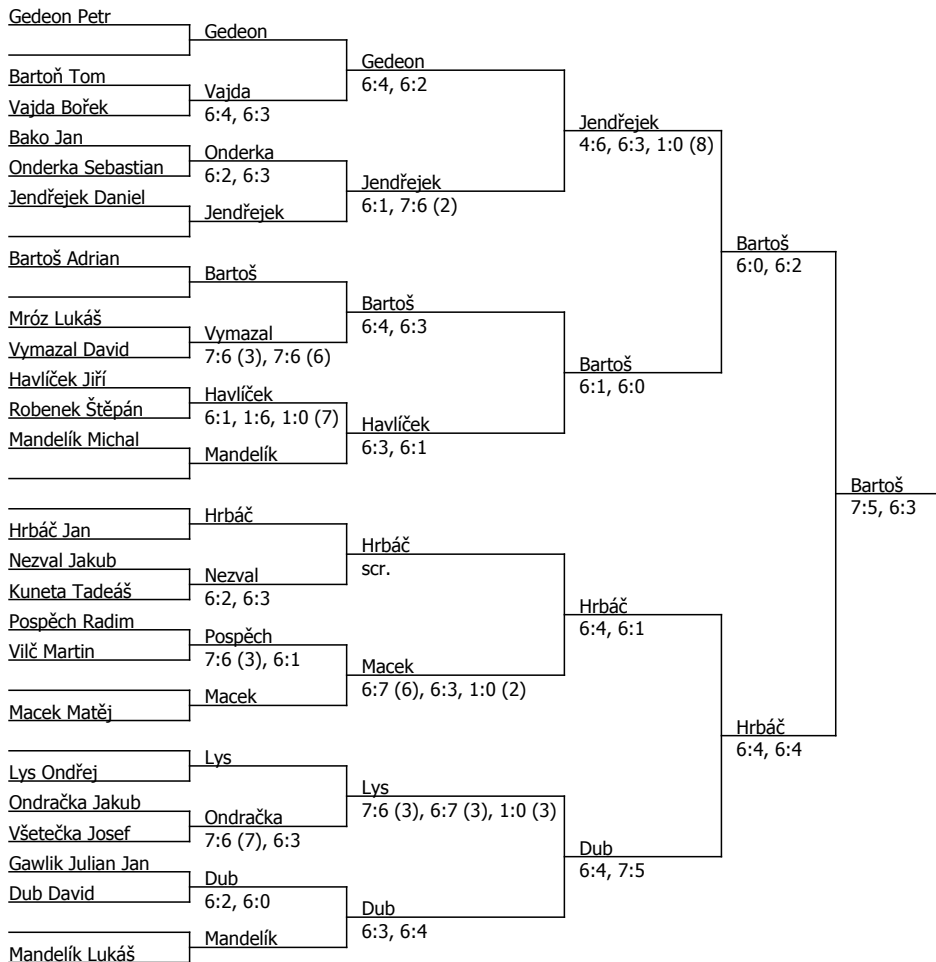 Gedeon Petr
Gedeon
Gedeon
6:4, 6:2
Bartoň Tom
Vajda
Vajda Bořek
6:4, 6:3
Jendřejek
4:6, 6:3, 1:0 (8)
Bako Jan
Onderka
Onderka Sebastian
6:2, 6:3
Jendřejek
6:1, 7:6 (2)
Jendřejek Daniel
Jendřejek
Bartoš
6:0, 6:2
Bartoš Adrian
Bartoš
Bartoš
6:4, 6:3
Mróz Lukáš
Vymazal
Vymazal David
7:6 (3), 7:6 (6)
Bartoš
6:1, 6:0
Havlíček Jiří
Havlíček
Robenek Štěpán
6:1, 1:6, 1:0 (7)
Havlíček
6:3, 6:1
Mandelík Michal
Mandelík
Bartoš
7:5, 6:3
Hrbáč
Hrbáč Jan
Hrbáč
scr.
Nezval Jakub
Nezval
Kuneta Tadeáš
6:2, 6:3
Hrbáč
6:4, 6:1
Pospěch Radim
Pospěch
Vilč Martin
7:6 (3), 6:1
Macek
6:7 (6), 6:3, 1:0 (2)
Macek
Macek Matěj
Hrbáč
6:4, 6:4
Lys
Lys Ondřej
Lys
7:6 (3), 6:7 (3), 1:0 (3)
Ondračka Jakub
Ondračka
Všetečka Josef
7:6 (7), 6:3
Dub
6:4, 7:5
Gawlik Julian Jan
Dub
Dub David
6:2, 6:0
Dub
6:3, 6:4
Mandelík
Mandelík Lukáš